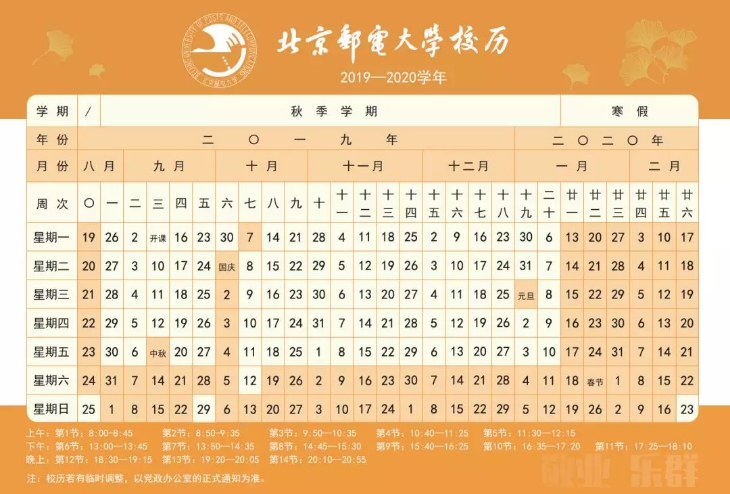 北京邮电大学校历
2019—2020学年
学期 / 秋季学期 寒假
年份 二〇一九年 二〇二〇年
月份 八月 九月 十月 十一月 十二月 一月 二月
周次 〇 一 二 三 四 五 六 七 八 九 十 十一 十二 十三 十四 十五 十六 十七 十八 十九 二十 廿一 廿二 廿三 廿四 廿五 廿六
星期一 19 26 2 开课 16 23 30 7 14 21 28 4 11 18 25 2 9 16 23 30 6 13 20 27 3 10 17
星期二 20 27 3 10 17 24 国庆 8 15 22 29 5 12 19 26 3 10 17 24 31 7 14 21 28 4 11 18
星期三 21 28 4 11 18 25 2 9 16 23 30 6 13 20 27 4 11 18 25 元旦 8 15 22 29 5 12 19
星期四 22 29 5 12 19 26 3 10 17 24 31 7 14 21 28 5 12 19 26 2 9 16 23 30 6 13 20
星期五 23 30 6 中秋 20 27 4 11 18 25 1 8 15 22 29 6 13 20 27 3 10 17 24 31 7 14 21
星期六 24 31 7 14 21 28 5 12 19 26 2 9 16 23 30 7 14 21 28 4 11 18 春节 1 8 15 22
星期日 25 1 8 15 22 29 6 13 20 27 3 10 17 24 1 8 15 22 29 5 12 19 26 2 9 16 23
上午：第1节：8:00-8:45 第2节：8:50-9:35 第3节：9:50—10:35 第4节：10:40—11:25 第5节：11:30—12:15
下午：第6节：13:00—13:45 第7节：13:50—14:35 第8节：14:45—15:30 第9节：15:40—16:25 第10节：16:35—17:20 第11节：17:25—18:10
晚上：第12节：18:30—19:15 第13节：19:20—20:05 第14节：20:10—20:55
注：校历若有临时调整，以党政办公室的正式通知为准。
敬业 乐群